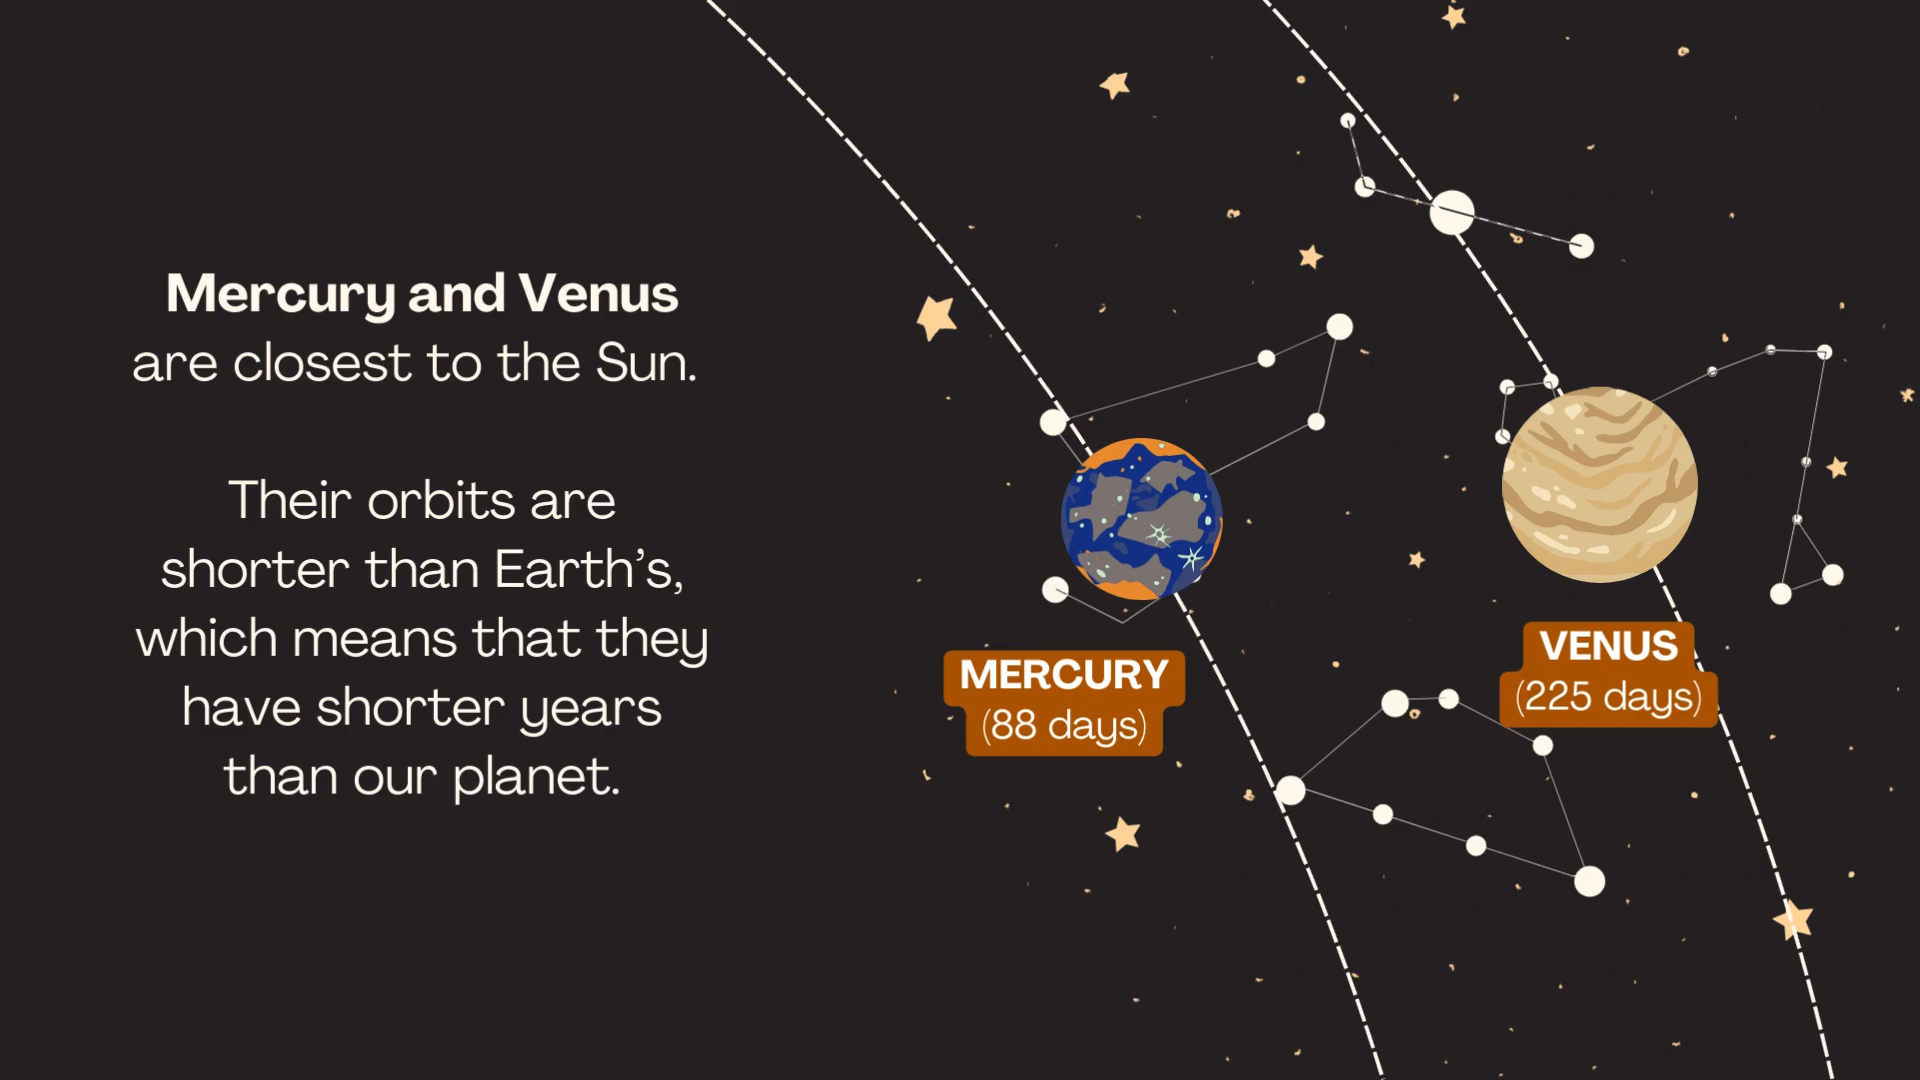 Mercury and Venus
are closest to the Sun.
Their orbits are
shorter than Earth’s,
which means that they
have shorter years
than our planet.
MERCURY
(88 days)
VENUS
(225 days)